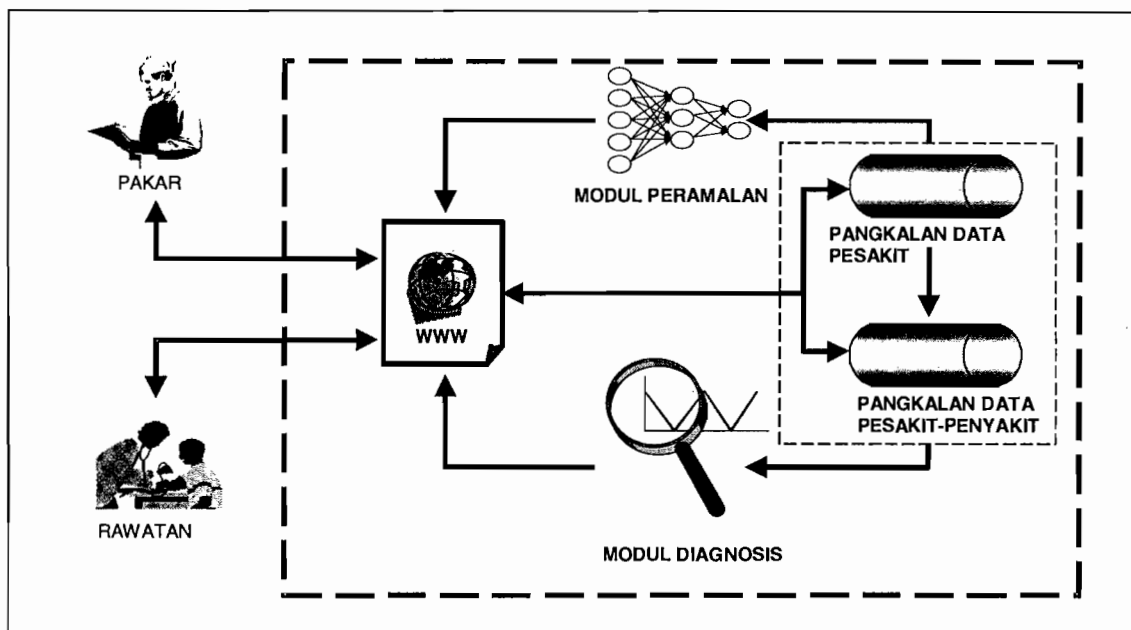 PAKAR
MODUL PERAMALAN
PANGKALAN DATA
PESAKIT
WWW
PANGKALAN DATA
PESAKIT-PENYAKIT
RAWATAN
MODUL DIAGNOSIS